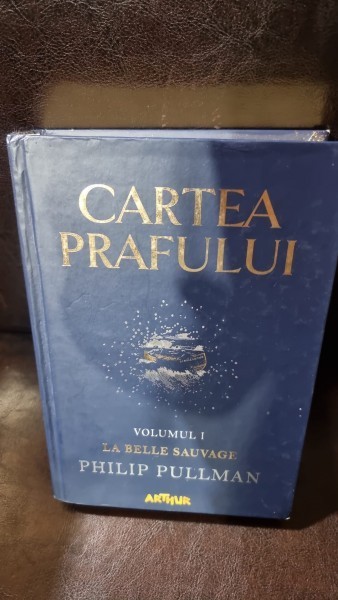 CARTEA
PRAFULUI
VOLUMUL I
LA BELLE SAUVAGE
PHILIP PULLMAN
ARTHUR